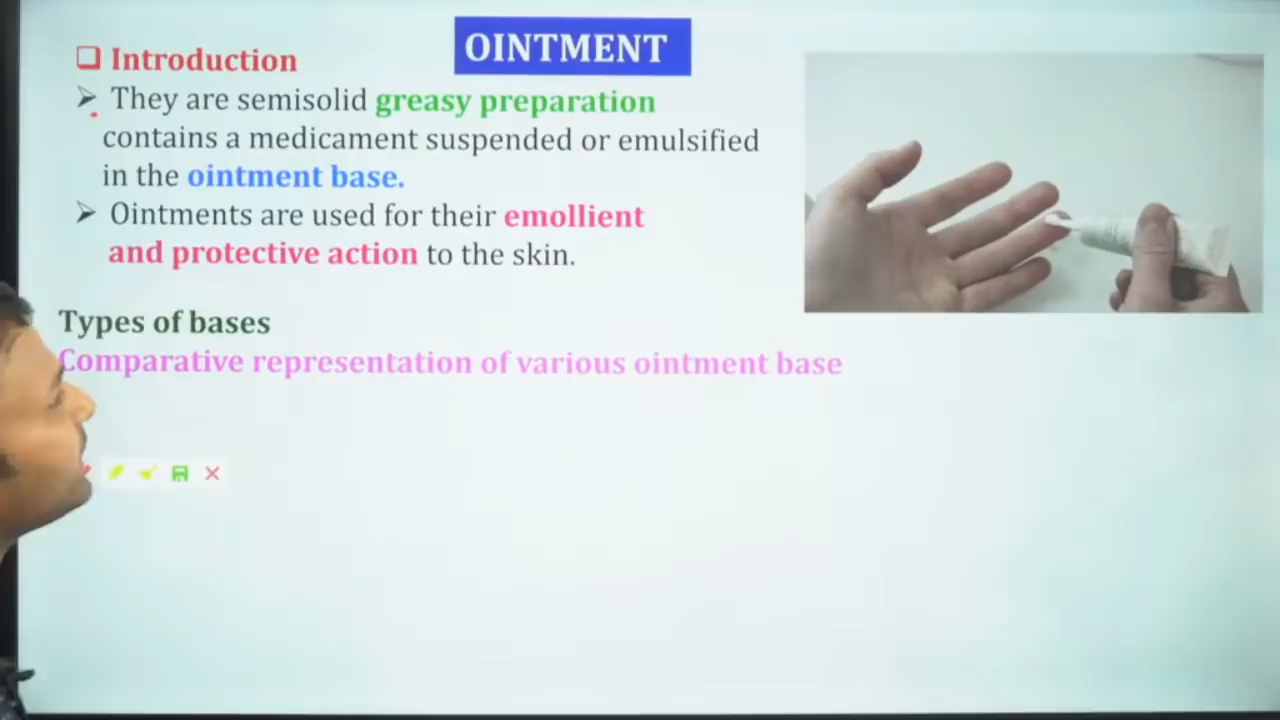 OINTMENT
❑ Introduction
➢ They are semisolid greasy preparation
contains a medicament suspended or emulsified
in the ointment base.
➢ Ointments are used for their emollient
and protective action to the skin.
Types of bases
Comparative representation of various ointment base